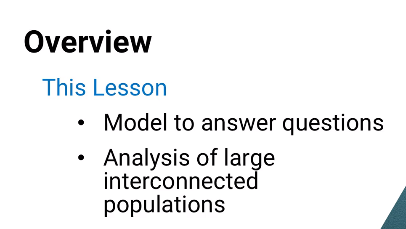 Overview
This Lesson
• Model to answer questions
• Analysis of large
interconnected
populations